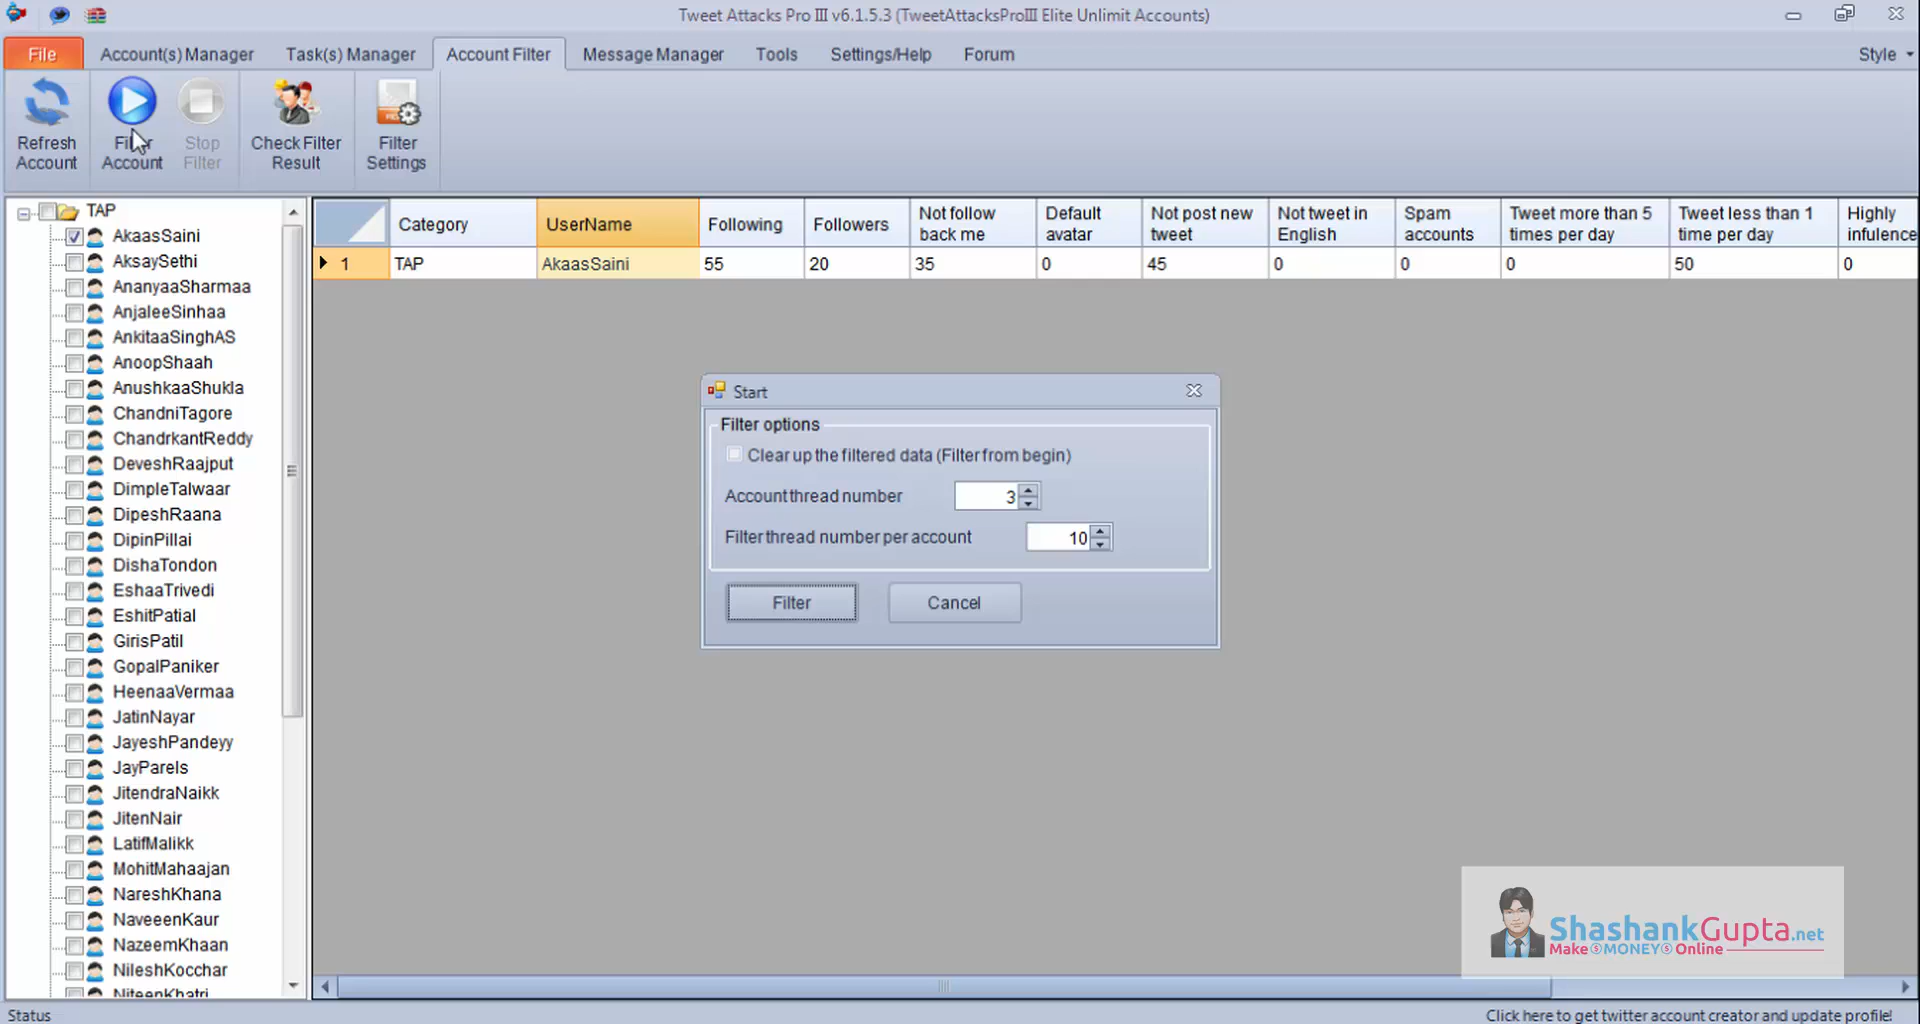 Tweet Attacks Pro III v6.1.5.3 (TweetAttacksProIII Elite Unlimit Accounts)
File
Account(s) Manager
Task(s) Manager
Account Filter
Message Manager
Tools
Settings/Help
Forum
Style
Refresh
Account
Filter
Account
Stop
Filter
Check Filter
Result
Filter
Settings
TAP
AkaasSaini
AksaySethi
AnanyaaSharmaa
AnjaleeSinhaa
AnkitaaSinghAS
AnoopShaah
AnushkaaShukla
ChandniTagore
ChandrkantReddy
DeveshRaajput
DimpleTalwaar
DipeshRaana
DipinPillai
DishaTondon
EshaaTrivedi
EshitPatial
GirisPatil
GopalPaniker
HeenaaVermaa
JatinNayar
JayeshPandeyy
JayParels
JitendraNaikk
JitenNair
LatifMalikk
MohitMahaajan
NareshKhana
NaveeenKaur
NazeemKhaan
NileshKocchar
NiteenKhatri
Category
UserName
Following
Followers
Not follow
back me
Default
avatar
Not post new
tweet
Not tweet in
English
Spam
accounts
Tweet more than 5
times per day
Tweet less than 1
time per day
Highly
infulence
1 TAP AkaasSaini 55 20 35 0 45 0 0 0 50 0
Start
Filter options
Clear up the filtered data (Filter from begin)
Account thread number 3
Filter thread number per account 10
Filter
Cancel
ShashankGupta.net
Make MONEY Online
Status
Click here to get twitter account creator and update profile!